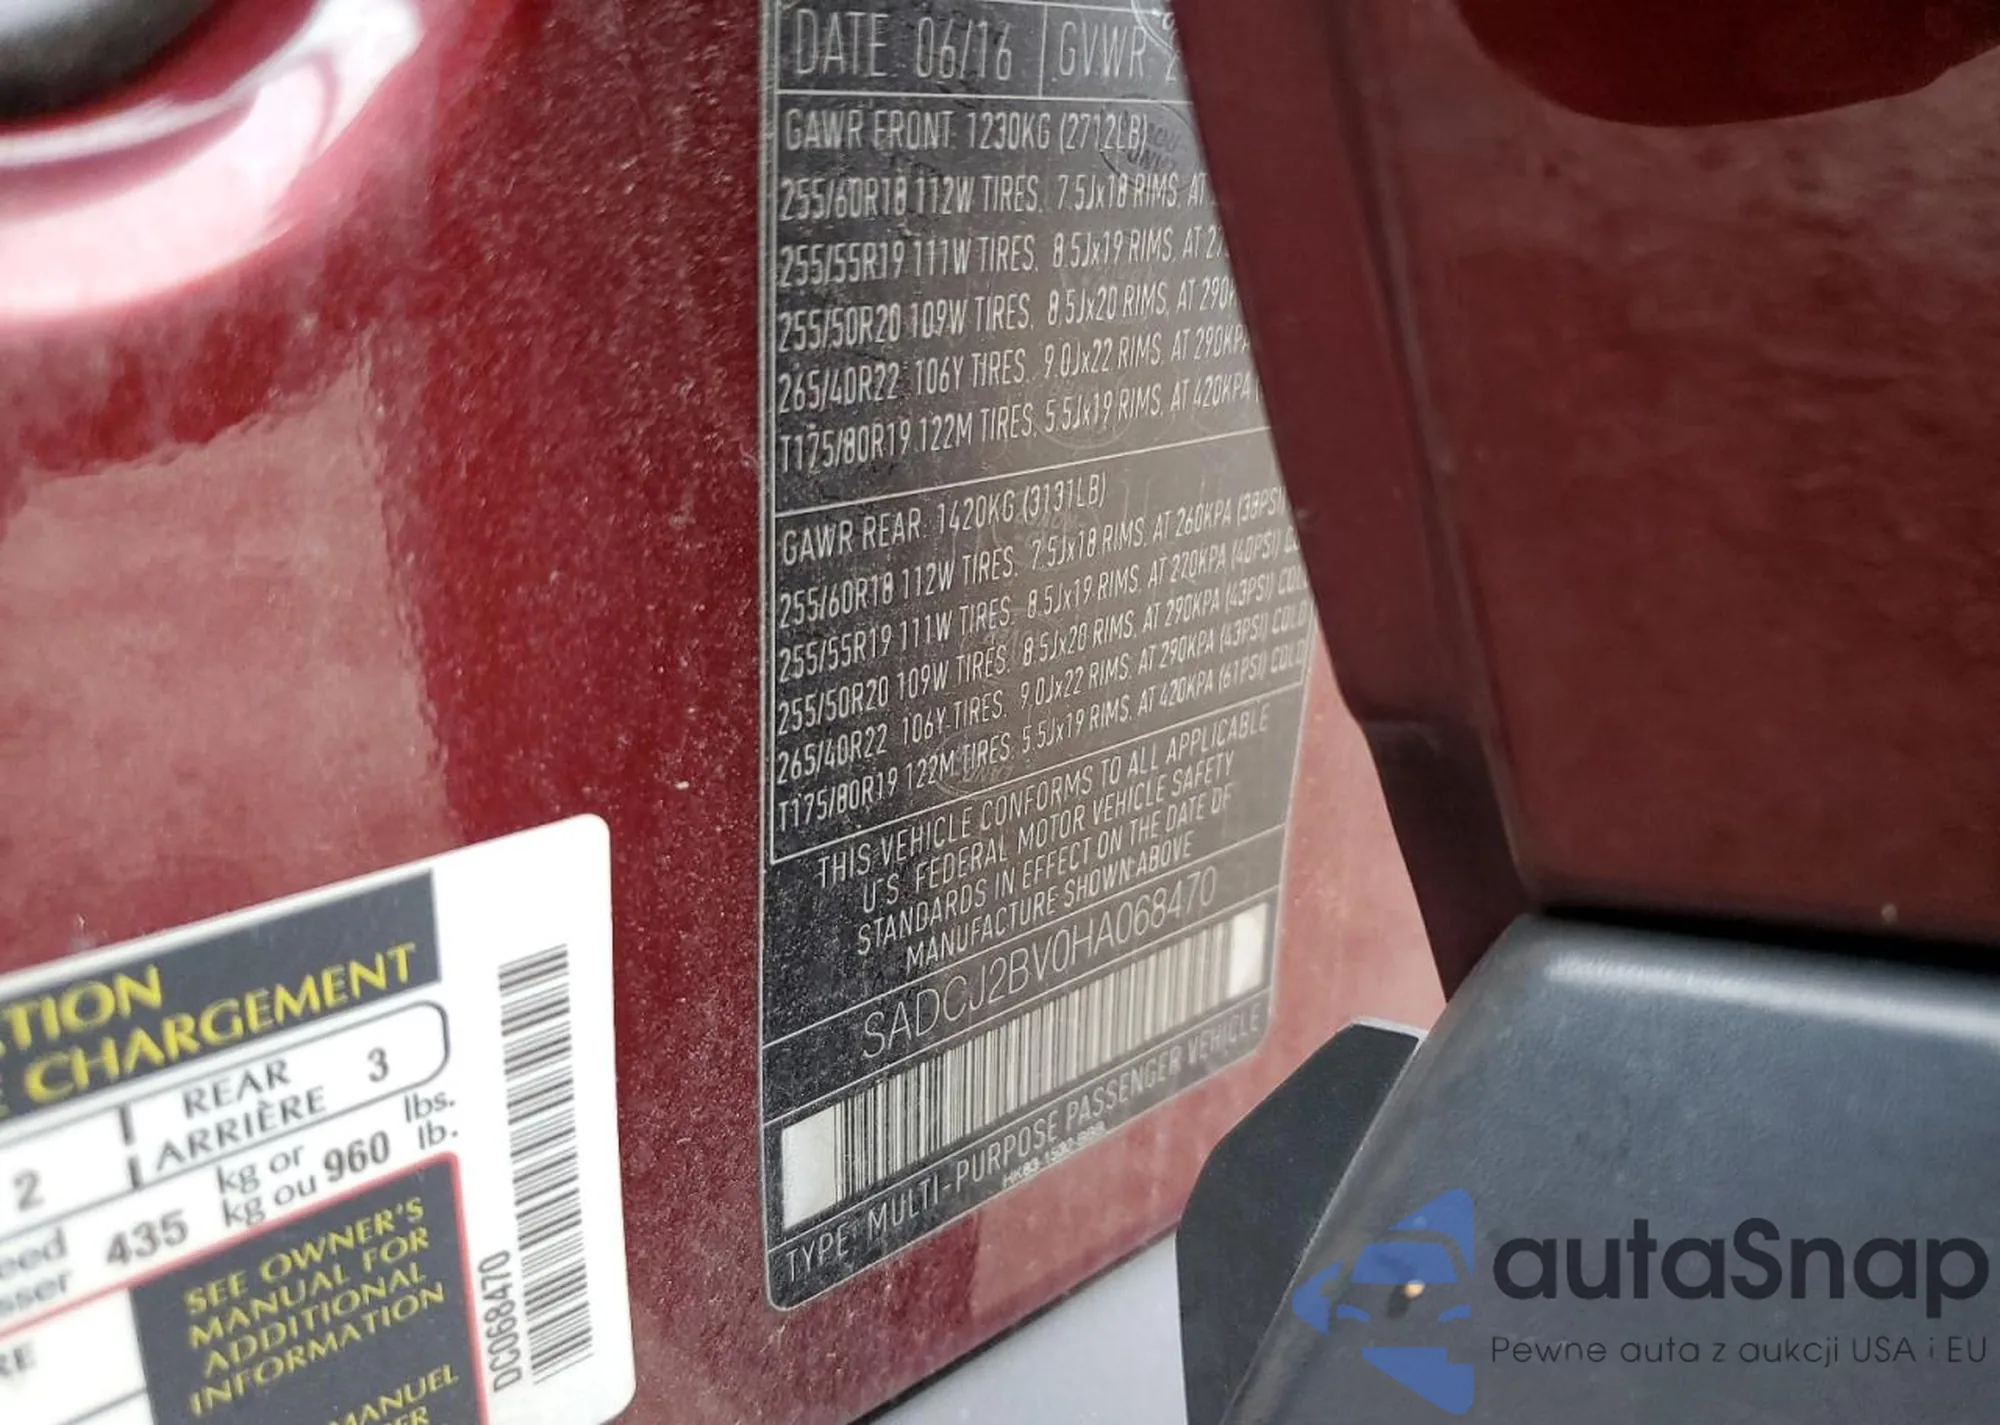 DATE 06/16 GVWR
GAWR FRONT 1230KG (2712LB)
255/60R18 112W TIRES, 7.5Jx18 RIMS, AT
255/55R19 111W TIRES, 8.5Jx19 RIMS, AT
255/50R20 109W TIRES, 8.5Jx20 RIMS, AT
265/40R22 106Y TIRES, 9.0Jx22 RIMS, AT 290KPA
T175/80R19 122M TIRES, 5.5Jx19 RIMS, AT 420KPA
GAWR REAR 1420KG (3131LB)
255/60R18 112W TIRES, 7.5Jx18 RIMS, AT 260KPA (38PSI)
255/55R19 111W TIRES, 8.5Jx19 RIMS, AT 270KPA (40PSI)
255/50R20 109W TIRES, 8.5Jx20 RIMS, AT 290KPA (43PSI) COLD
265/40R22 106Y TIRES, 9.0Jx22 RIMS, AT 290KPA (43PSI) COLD
T175/80R19 122M TIRES, 5.5Jx19 RIMS, AT 420KPA (61PSI) COLD
THIS VEHICLE CONFORMS TO ALL APPLICABLE
U.S. FEDERAL MOTOR VEHICLE SAFETY
STANDARDS IN EFFECT ON THE DATE OF
MANUFACTURE SHOWN ABOVE
SADCJ2BV0HA068470
TYPE: MULTI-PURPOSE PASSENGER VEHICLE
CHARGEMENT
2 REAR 3
ARRIÈRE
435 kg or 960 lbs.
kg ou lb.
SEE OWNER'S
MANUAL FOR
ADDITIONAL
INFORMATION
DC068470
autaSnap
Pewne auta z aukcji USA i EU